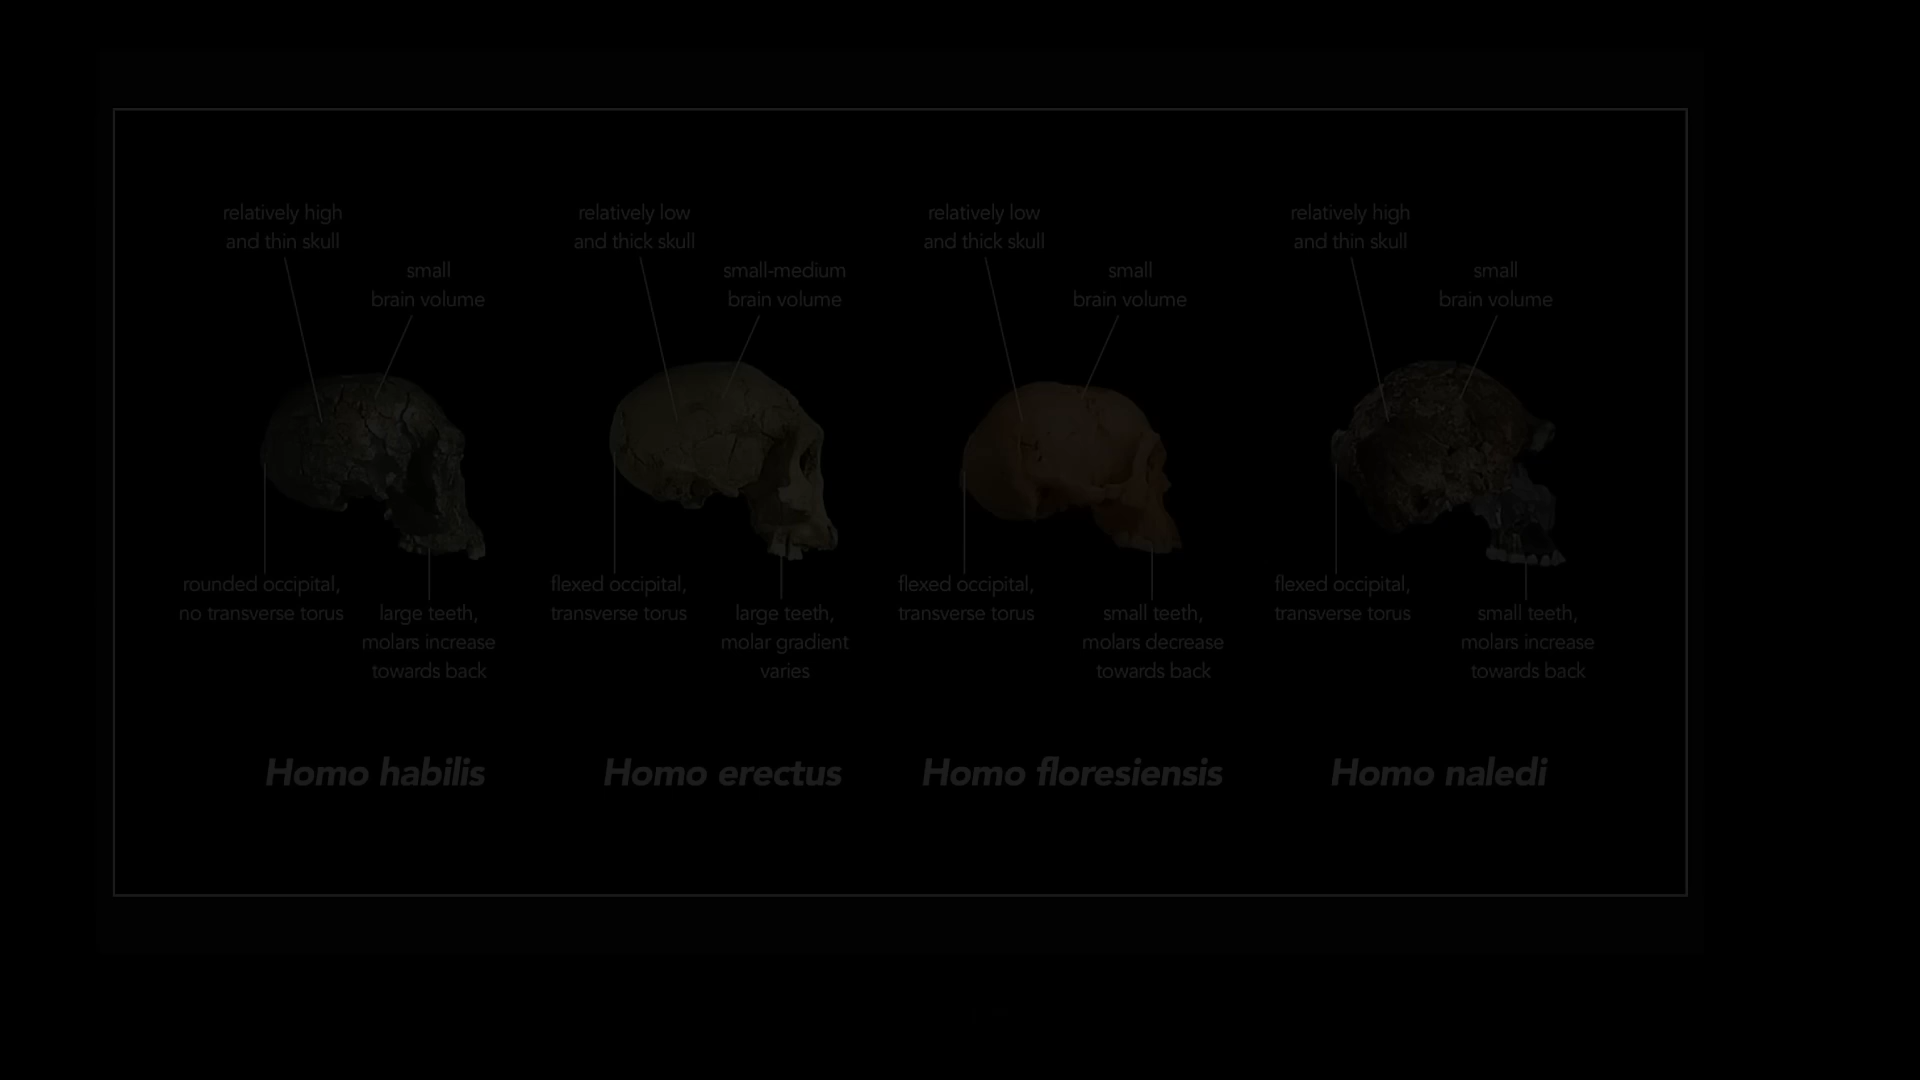 relatively high
and thin skull
small
brain volume
rounded occipital,
no transverse torus
large teeth,
molars increase
towards back
Homo habilis
relatively low
and thick skull
small-medium
brain volume
flexed occipital,
transverse torus
large teeth,
molar gradient
varies
Homo erectus
relatively low
and thick skull
small
brain volume
flexed occipital,
transverse torus
small teeth,
molars decrease
towards back
Homo floresiensis
relatively high
and thin skull
small
brain volume
flexed occipital,
transverse torus
small teeth,
molars increase
towards back
Homo naledi